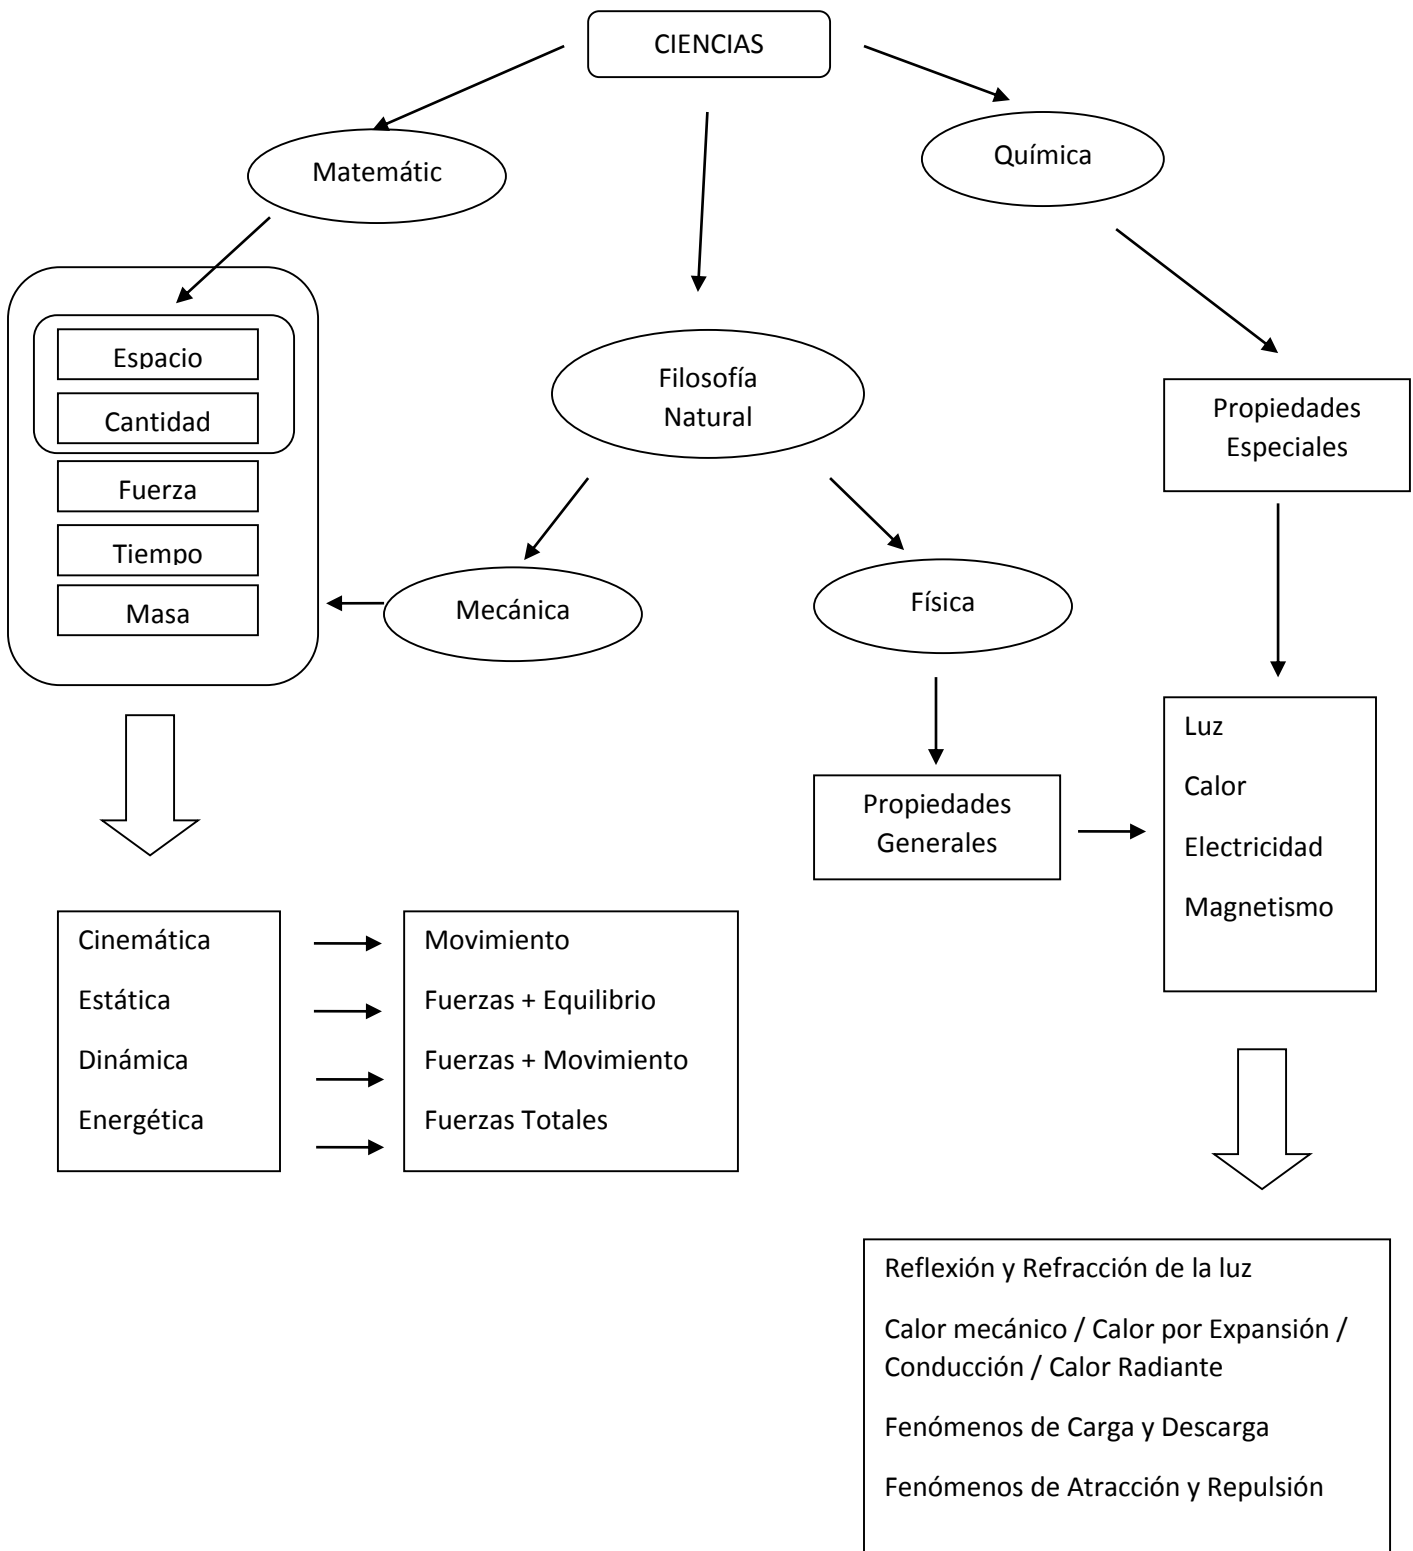 CIENCIAS
Matemátic
Química
Espacio
Cantidad
Fuerza
Tiempo
Masa
Filosofía
Natural
Propiedades
Especiales
Mecánica
Física
Propiedades
Generales
Luz
Calor
Electricidad
Magnetismo
Cinemática
Estática
Dinámica
Energética
Movimiento
Fuerzas + Equilibrio
Fuerzas + Movimiento
Fuerzas Totales
Reflexión y Refracción de la luz
Calor mecánico / Calor por Expansión /
Conducción / Calor Radiante
Fenómenos de Carga y Descarga
Fenómenos de Atracción y Repulsión